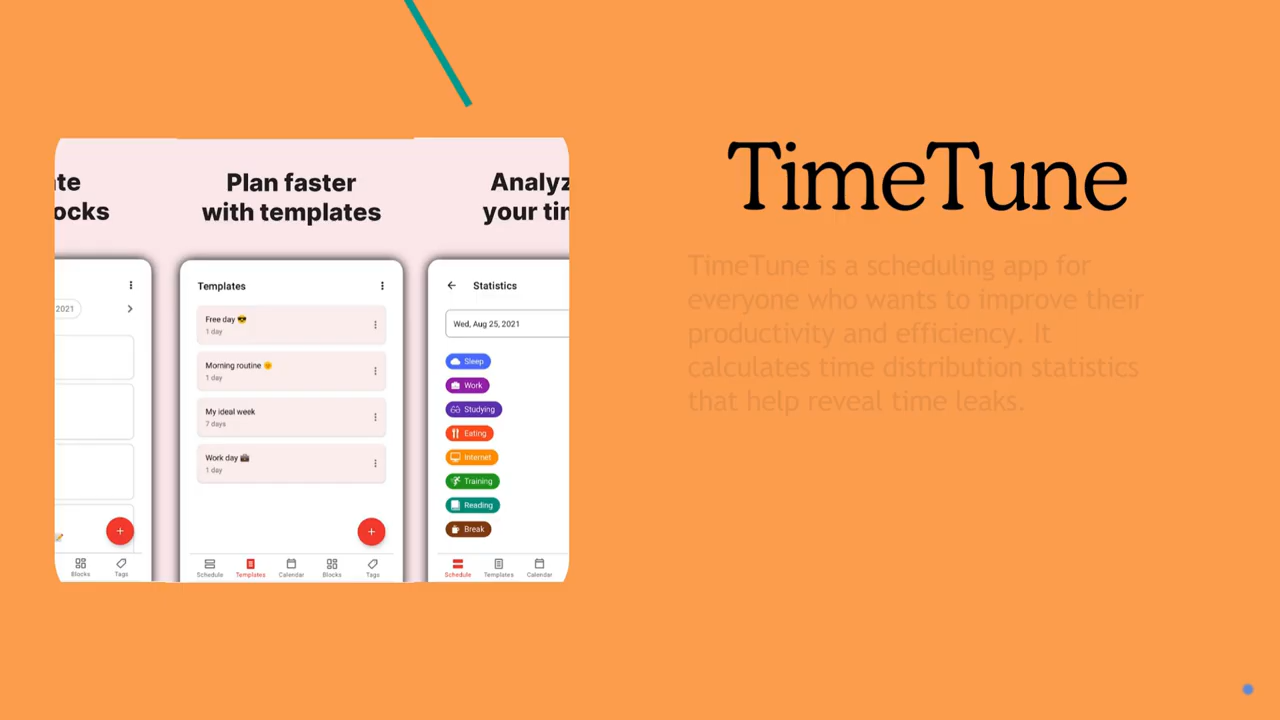 TimeTune
TimeTune is a scheduling app for
everyone who wants to improve their
productivity and efficiency. It
calculates time distribution statistics
that help reveal time leaks.
te
ocks
2021
Blocks
Tags
Plan faster
with templates
Templates
Free day 😎
1 day
Morning routine 🌞
1 day
My ideal week
7 days
Work day 💼
1 day
+
Schedule
Templates
Calendar
Blocks
Tags
Analyz
your tin
Statistics
Wed, Aug 25, 2021
Sleep
Work
Studying
Eating
Internet
Training
Reading
Break
Schedule
Templates
Calendar